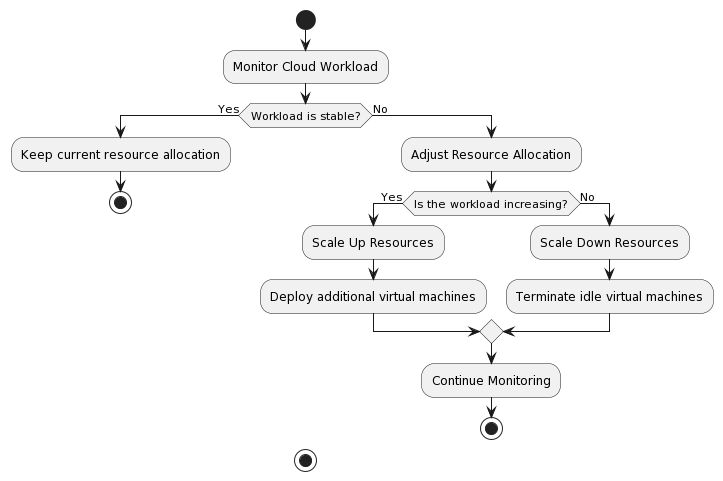 Monitor Cloud Workload
Yes
Workload is stable?
No
Keep current resource allocation
Adjust Resource Allocation
Yes
Is the workload increasing?
No
Scale Up Resources
Scale Down Resources
Deploy additional virtual machines
Terminate idle virtual machines
Continue Monitoring